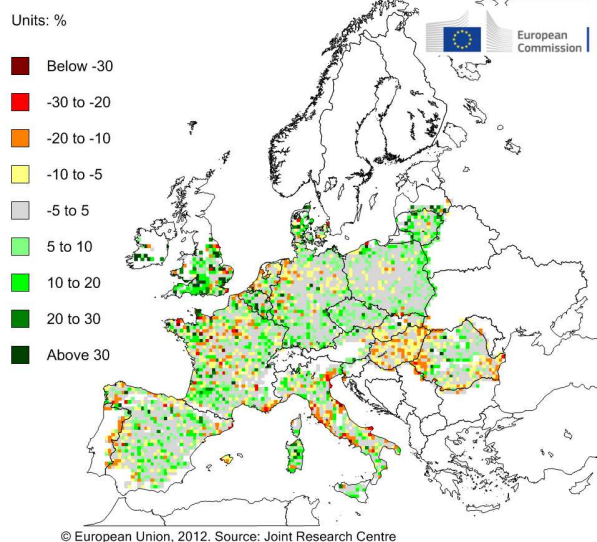 Units: %
European
Commission
Below -30
-30 to -20
-20 to -10
-10 to -5
-5 to 5
5 to 10
10 to 20
20 to 30
Above 30
© European Union, 2012. Source: Joint Research Centre